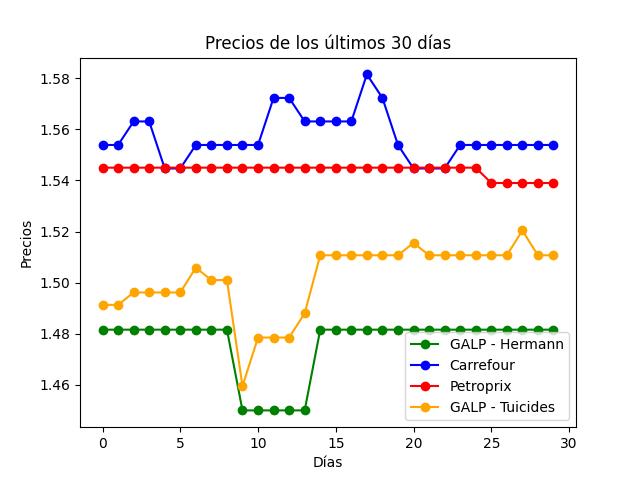 Precios de los últimos 30 días
Precios
1.58
1.56
1.54
1.52
1.50
1.48
1.46
GALP - Hermann
Carrefour
Petroprix
GALP - Tuicides
0 5 10 15 20 25 30
Días